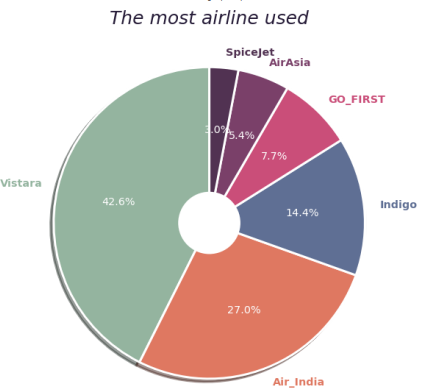 The most airline used
SpiceJet
AirAsia
GO_FIRST
3.0%
5.4%
7.7%
Vistara
42.6%
14.4%
Indigo
27.0%
Air_India